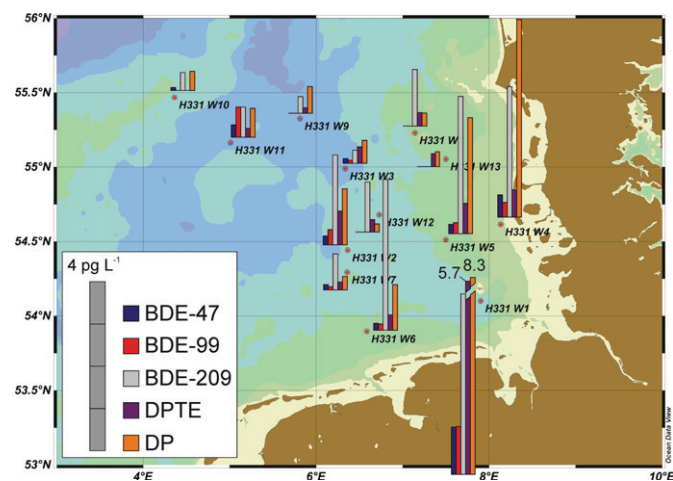 56°N
55.5°N
55°N
54.5°N
54°N
53.5°N
53°N
H331 W10
H331 W9
H331 W11
H331 W
H331 W3
H331 W13
H331 W12
H331 W4
H331 W5
H331 W2
H331 W7
8.3
5.7
H331 W1
H331 W6
4 pg L⁻¹
BDE-47
BDE-99
BDE-209
DPTE
DP
4°E
6°E
8°E
10°E
Ocean Data View